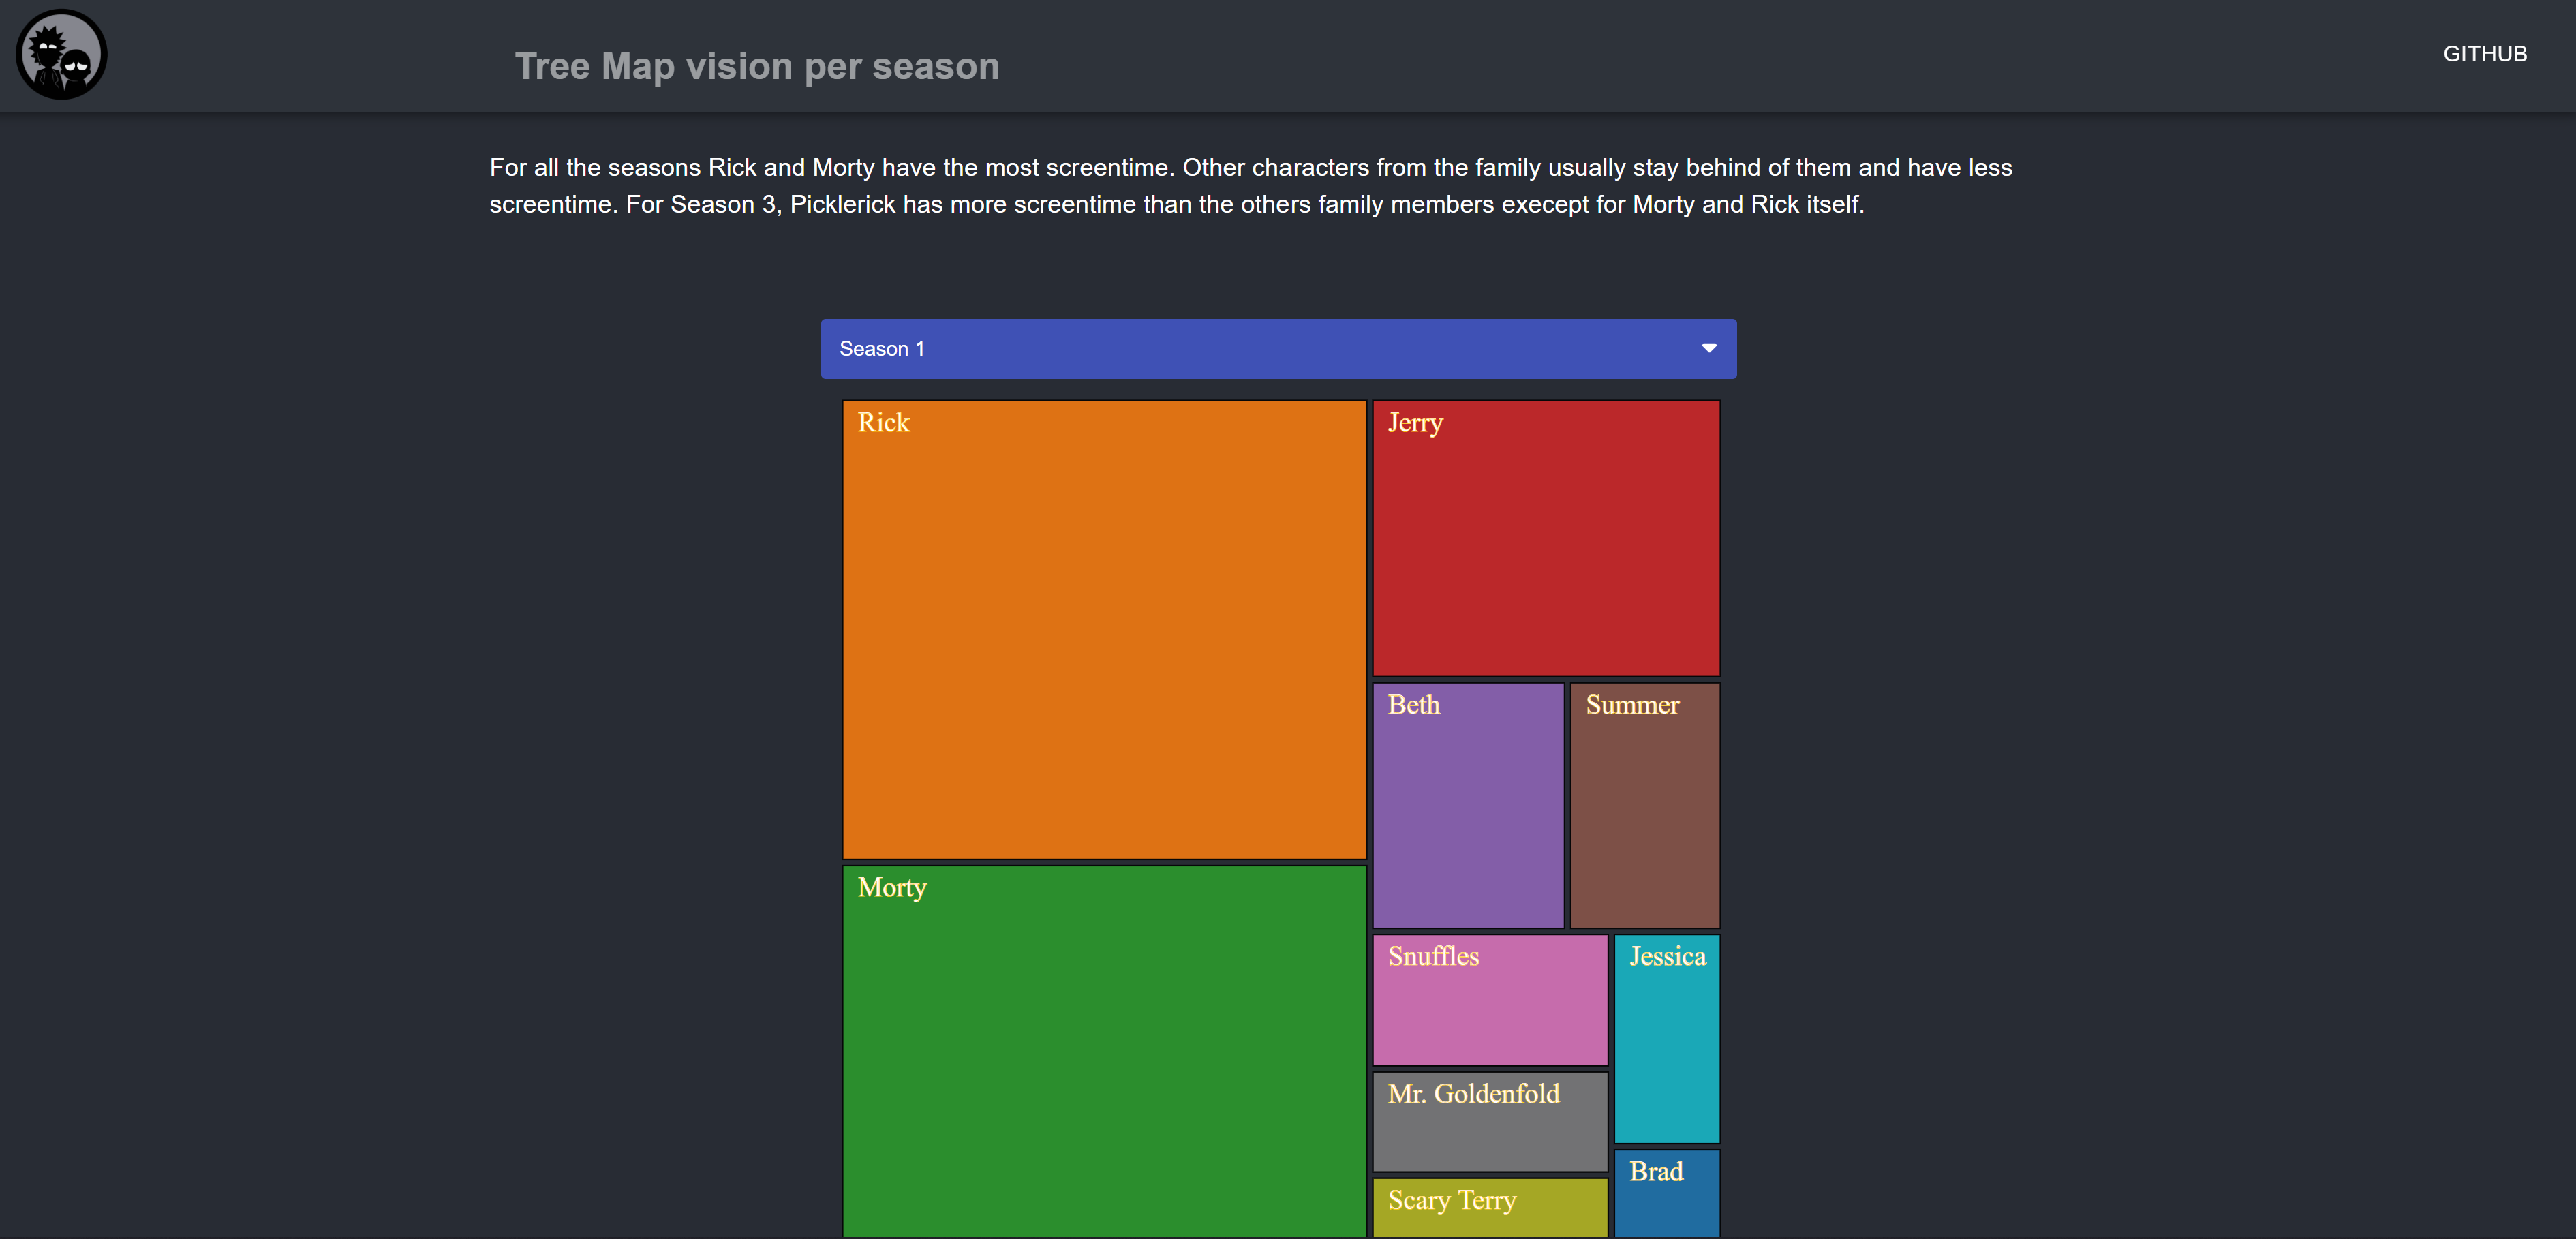 Tree Map vision per season
GITHUB
For all the seasons Rick and Morty have the most screentime. Other characters from the family usually stay behind of them and have less
screentime. For Season 3, Picklerick has more screentime than the others family members execept for Morty and Rick itself.
Season 1
Rick
Jerry
Beth
Summer
Morty
Snuffles
Jessica
Mr. Goldenfold
Brad
Scary Terry